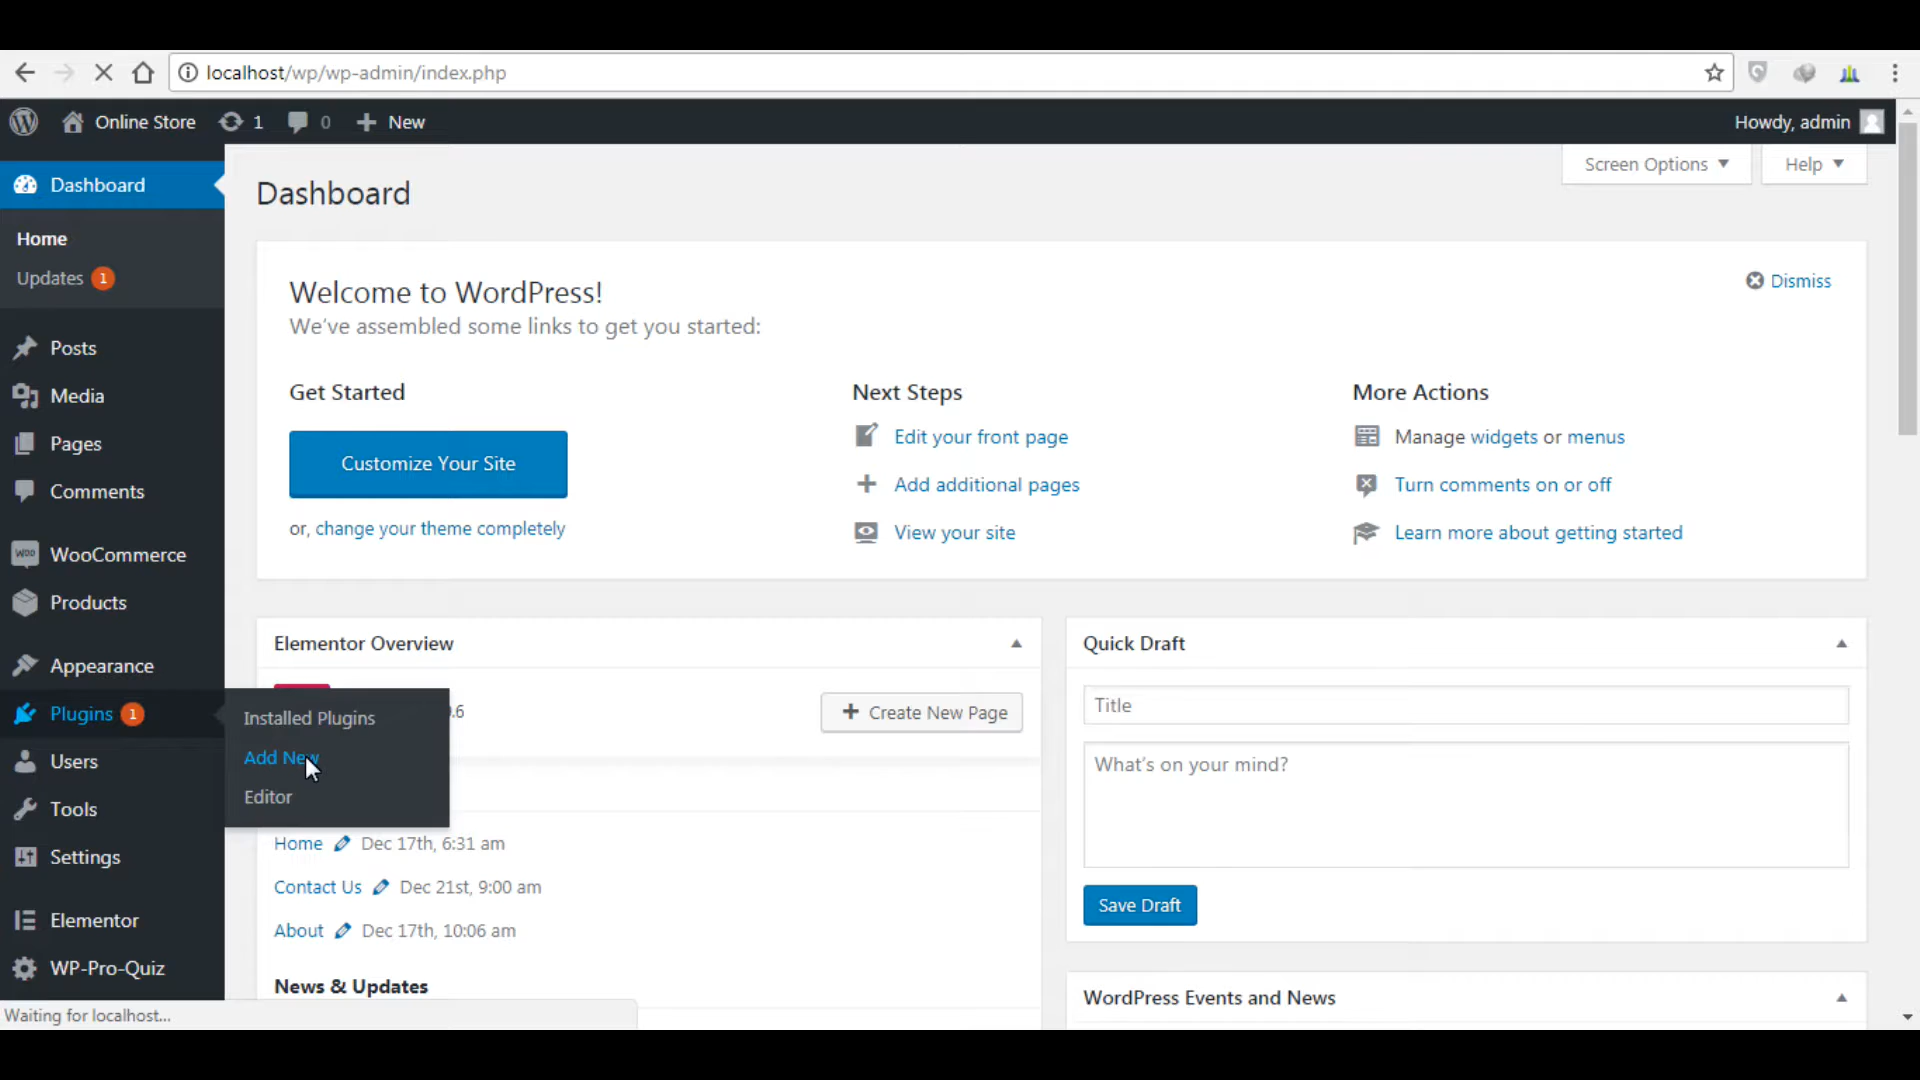 localhost/wp/wp-admin/index.php
Online Store 1 0 New
Howdy, admin
Screen Options Help
Dashboard
Home
Updates 1
Posts
Media
Pages
Comments
WOO WooCommerce
Products
Appearance
Plugins 1
Users
Tools
Settings
Elementor
WP-Pro-Quiz
Installed Plugins
Add New
Editor
Dashboard
Welcome to WordPress!
We've assembled some links to get you started:
Dismiss
Get Started
Customize Your Site
or, change your theme completely
Next Steps
Edit your front page
Add additional pages
View your site
More Actions
Manage widgets or menus
Turn comments on or off
Learn more about getting started
Elementor Overview
.6
Create New Page
Home Dec 17th, 6:31 am
Contact Us Dec 21st, 9:00 am
About Dec 17th, 10:06 am
News & Updates
Quick Draft
Title
What's on your mind?
Save Draft
WordPress Events and News
Waiting for localhost...